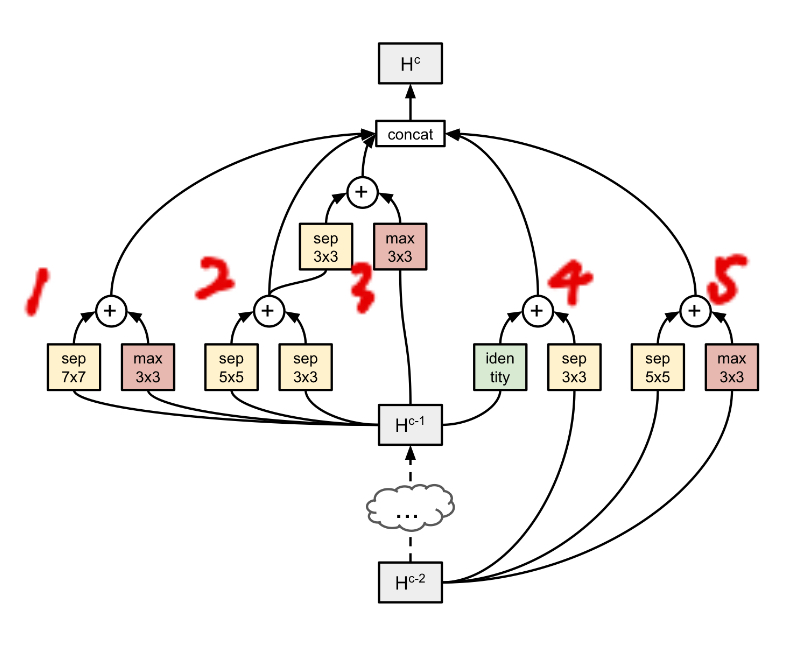 H^c
concat
+
sep
3x3
max
3x3
1
2
3
4
5
+
+
+
+
sep
7x7
max
3x3
sep
5x5
sep
3x3
iden
tity
sep
3x3
sep
5x5
max
3x3
H^c-1
...
H^c-2